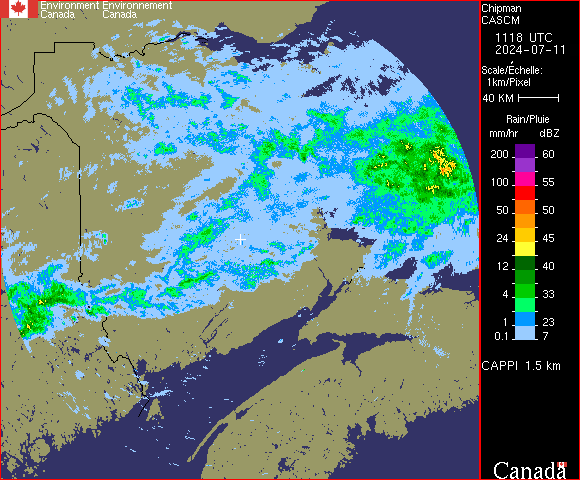 Environment Environnement
Canada Canada
Chipman
CASCM
1118 UTC
2024-07-11
Scale/Échelle:
1km/Pixel
40 KM
Rain/Pluie
mm/hr dBZ
200 60
100 55
50 50
24 45
12 40
4 33
1 23
0.1 7
CAPPI 1.5 km
Canada